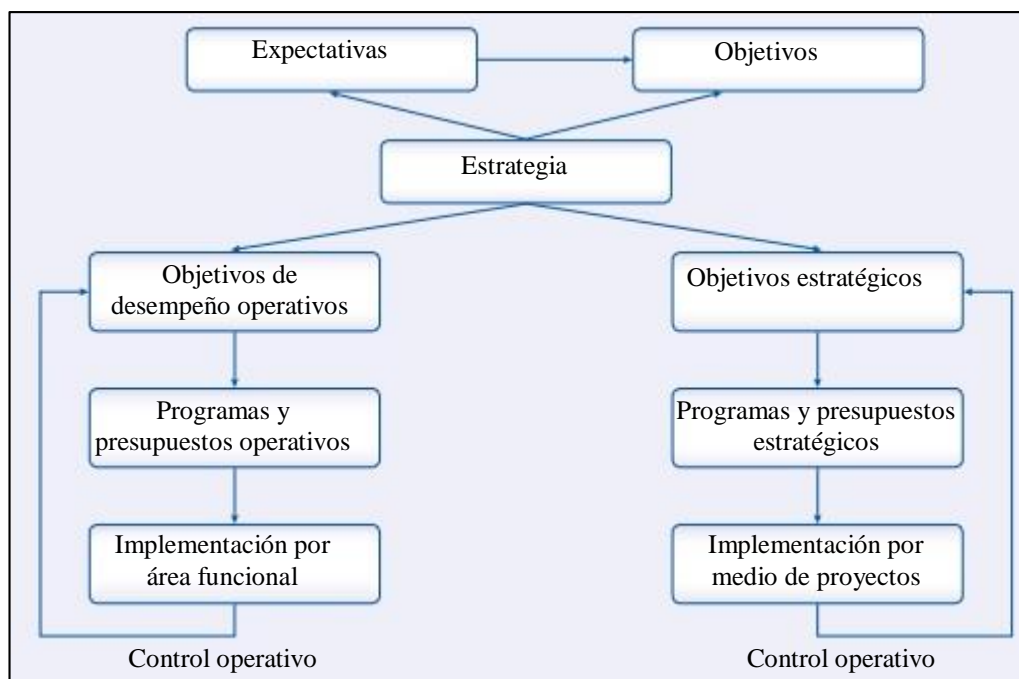 Expectativas
Objetivos
Estrategia
Objetivos de
desempeño operativos
Objetivos estratégicos
Programas y
presupuestos operativos
Programas y presupuestos
estratégicos
Implementación por
área funcional
Implementación por
medio de proyectos
Control operativo
Control operativo